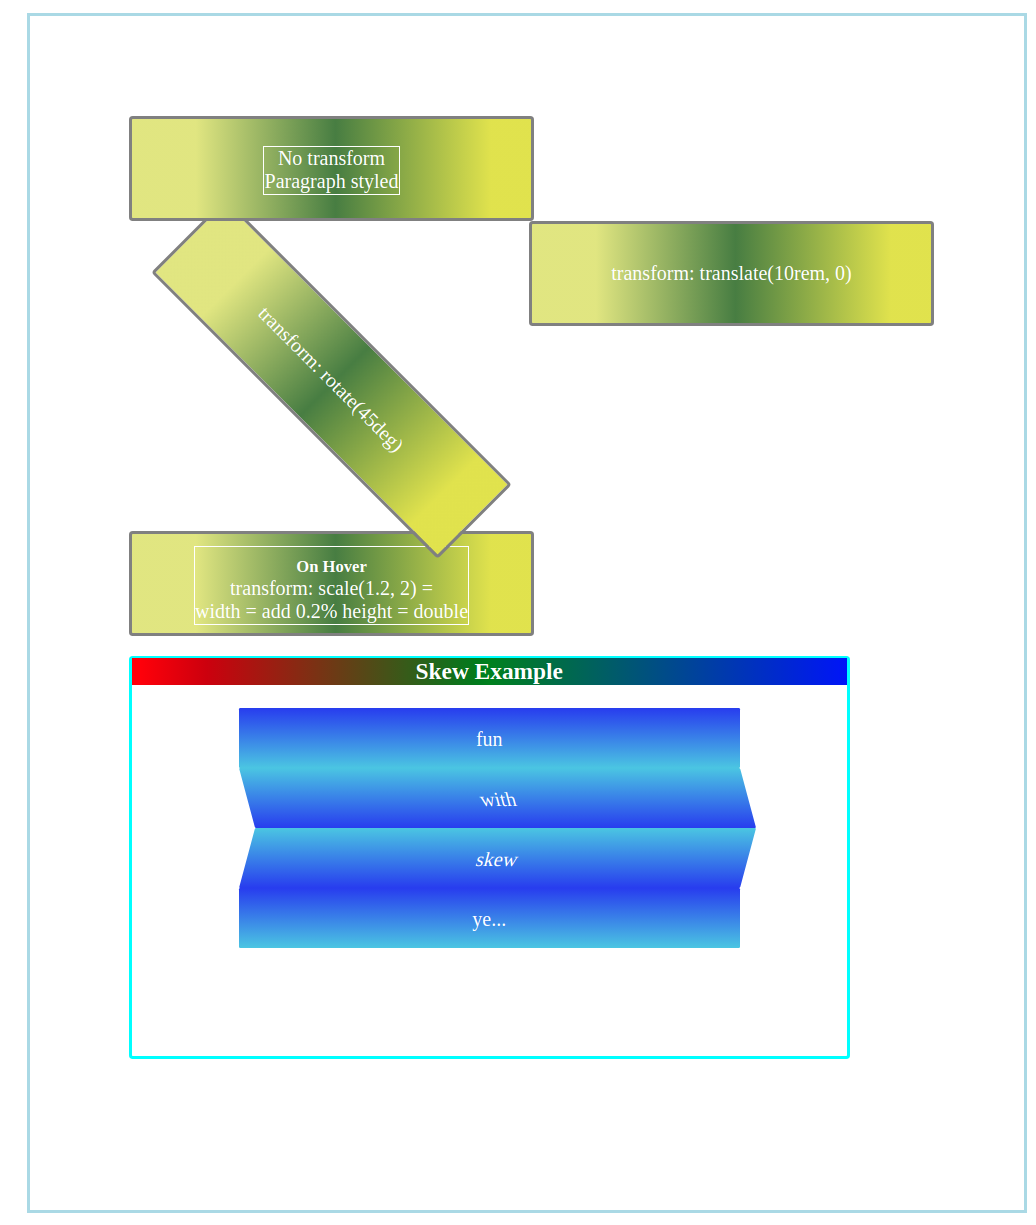 No transform
Paragraph styled
transform: translate(10rem, 0)
transform: rotate(45deg)
On Hover
transform: scale(1.2, 2) =
width = add 0.2% height = double
Skew Example
fun
with
skew
ye...